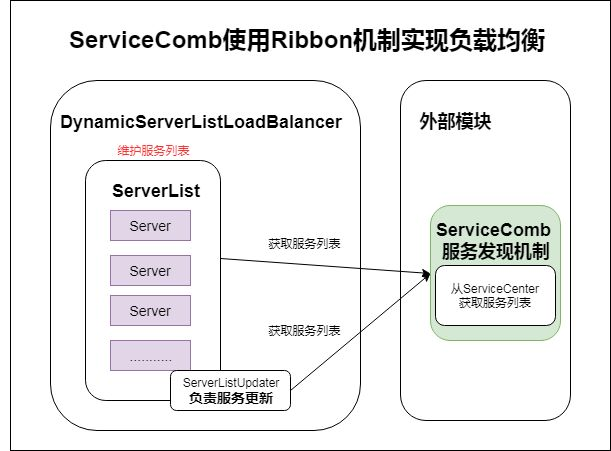 ServiceComb使用Ribbon机制实现负载均衡
DynamicServerListLoadBalancer
维护服务列表
ServerList
Server
Server
Server
............
ServerListUpdater
负责服务更新
获取服务列表
获取服务列表
外部模块
ServiceComb
服务发现机制
从ServiceCenter
获取服务列表